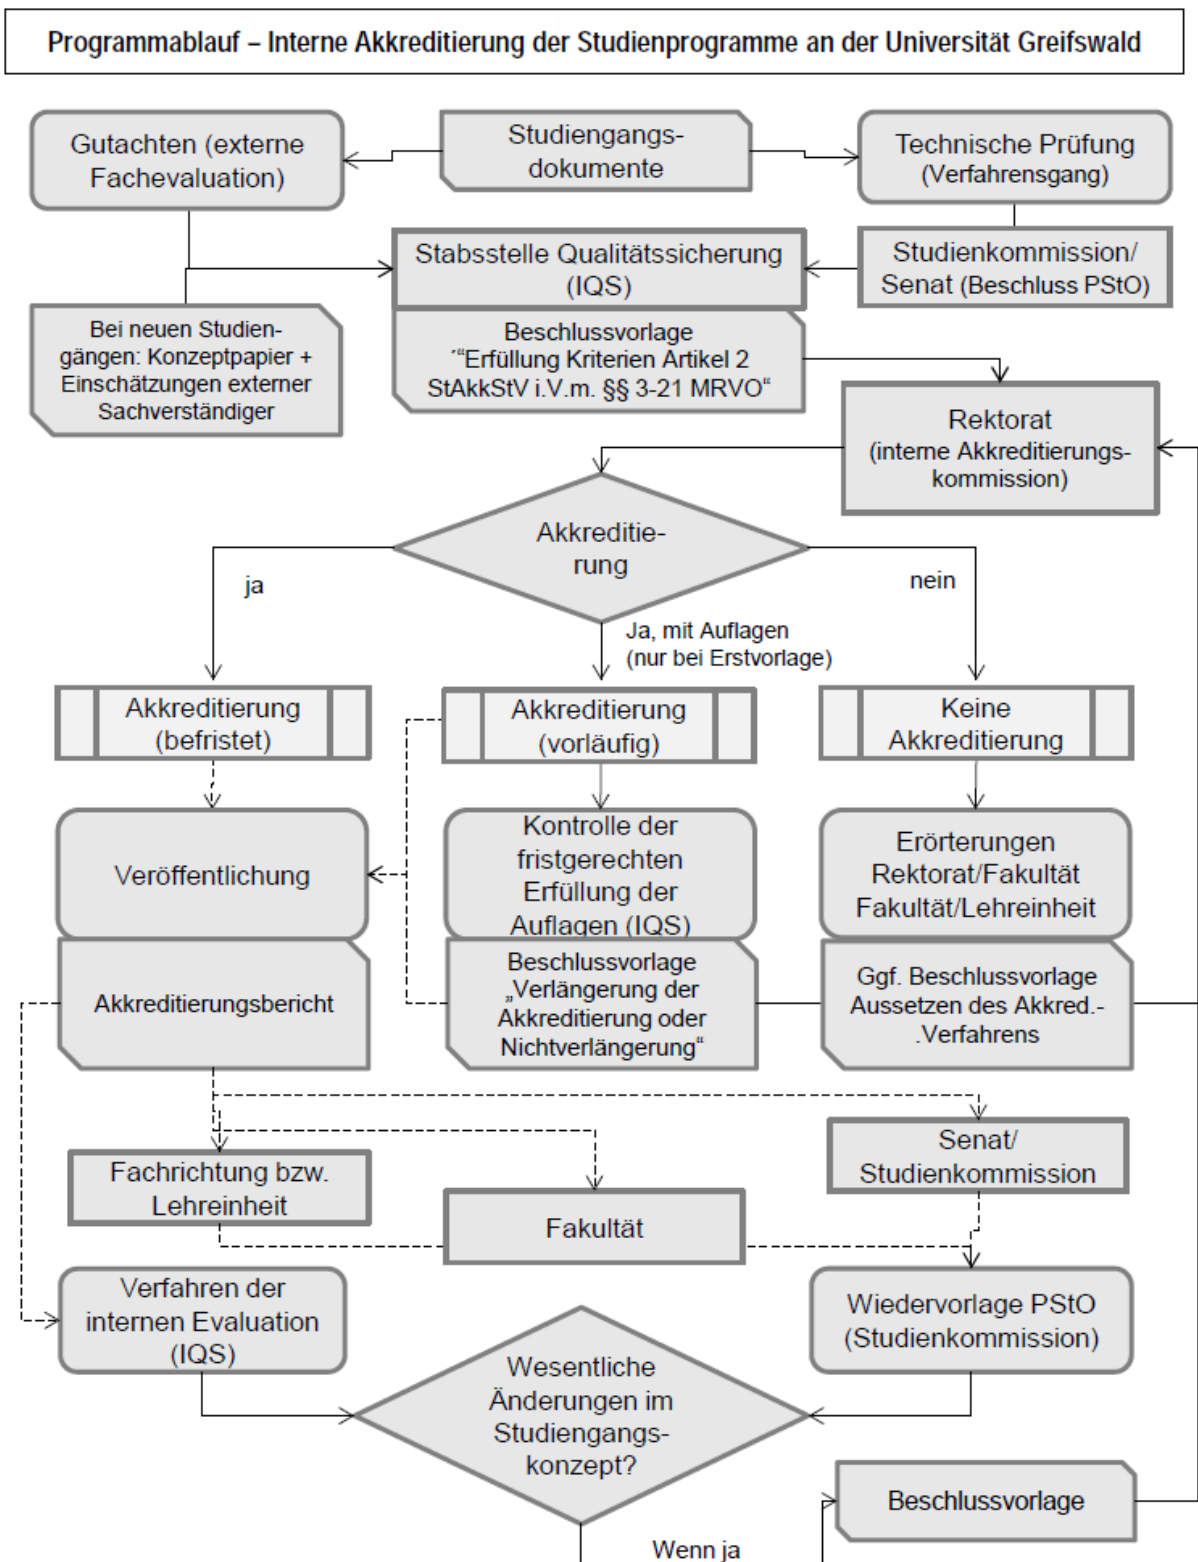 Programmablauf – Interne Akkreditierung der Studienprogramme an der Universität Greifswald
Gutachten (externe
Fachevaluation)
Studiengangs-
dokumente
Technische Prüfung
(Verfahrensgang)
Stabsstelle Qualitätssicherung
(IQS)
Studienkommission/
Senat (Beschluss PStO)
Bei neuen Studien-
gängen: Konzeptpapier +
Einschätzungen externer
Sachverständiger
Beschlussvorlage
´“Erfüllung Kriterien Artikel 2
StAkkStV i.V.m. §§ 3-21 MRVO“
Rektorat
(interne Akkreditierungs-
kommission)
Akkreditie-
rung
ja
nein
Ja, mit Auflagen
(nur bei Erstvorlage)
Akkreditierung
(befristet)
Akkreditierung
(vorläufig)
Keine
Akkreditierung
Veröffentlichung
Kontrolle der
fristgerechten
Erfüllung der
Auflagen (IQS)
Erörterungen
Rektorat/Fakultät
Fakultät/Lehreinheit
Akkreditierungsbericht
Beschlussvorlage
„Verlängerung der
Akkreditierung oder
Nichtverlängerung“
Ggf. Beschlussvorlage
Aussetzen des Akkred.-
.Verfahrens
Fachrichtung bzw.
Lehreinheit
Fakultät
Senat/
Studienkommission
Verfahren der
internen Evaluation
(IQS)
Wiedervorlage PStO
(Studienkommission)
Wesentliche
Änderungen im
Studiengangs-
konzept?
Beschlussvorlage
Wenn ja